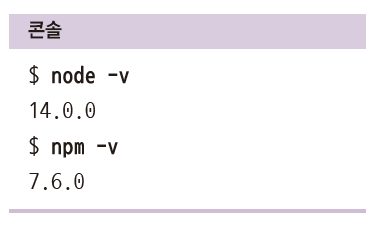 콘솔
$ node -v
14.0.0
$ npm -v
7.6.0